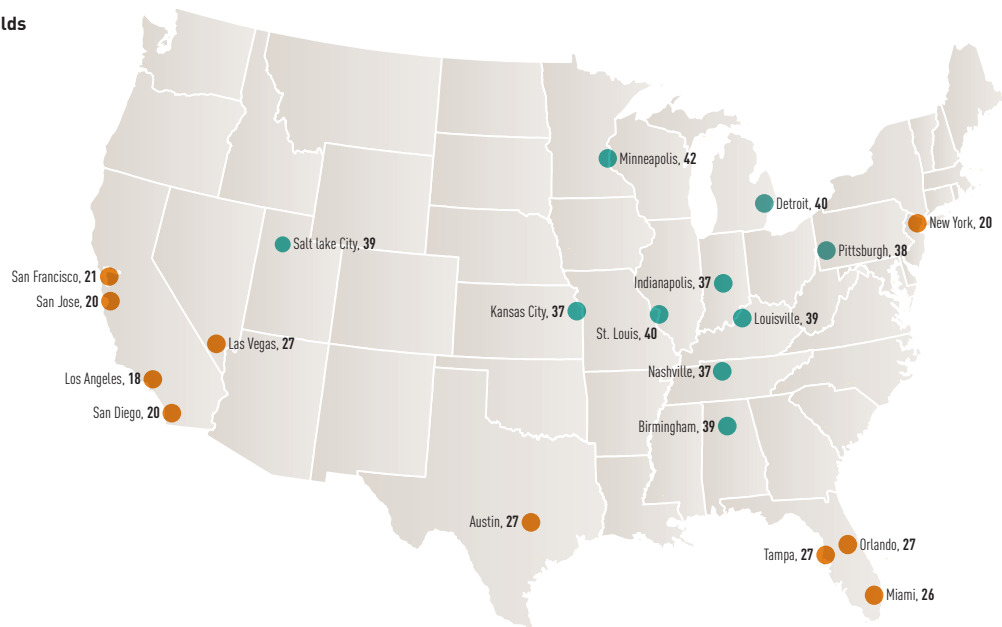 lds
Minneapolis, 42
Detroit, 40
New York, 20
Salt lake City, 39
Pittsburgh, 38
San Francisco, 21
Indianapolis, 37
San Jose, 20
Kansas City, 37
Louisville, 39
St. Louis, 40
Las Vegas, 27
Nashville, 37
Los Angeles, 18
San Diego, 20
Birmingham, 39
Austin, 27
Orlando, 27
Tampa, 27
Miami, 26